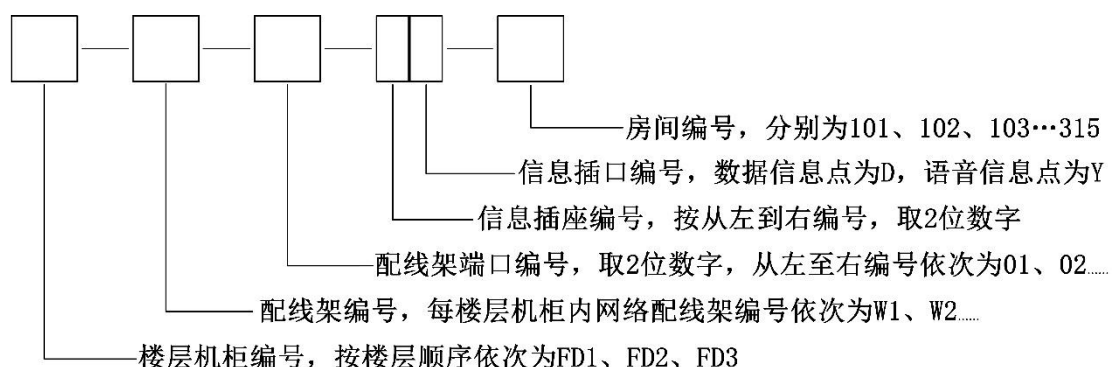 房间编号，分别为101、102、103…315
信息插口编号，数据信息点为D，语音信息点为Y
信息插座编号，按从左到右编号，取2位数字
配线架端口编号，取2位数字，从左至右编号依次为01、02……
配线架编号，每楼层机柜内网络配线架编号依次为W1、W2……
楼层机柜编号，按楼层顺序依次为FD1、FD2、FD3